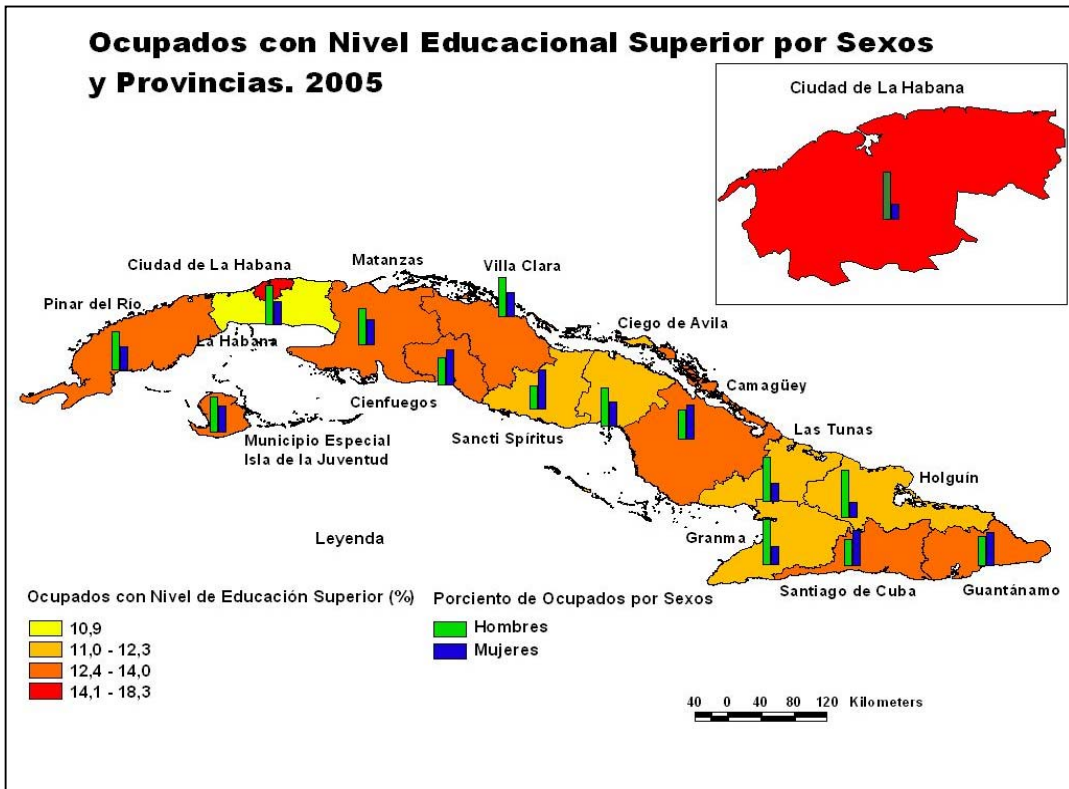 Ocupados con Nivel Educacional Superior por Sexos
y Provincias. 2005
Ciudad de La Habana
Ciudad de La Habana
Matanzas
Villa Clara
Pinar del Río
La Habana
Ciego de Avila
Camagüey
Cienfuegos
Sancti Spíritus
Las Tunas
Municipio Especial
Isla de la Juventud
Holguín
Granma
Leyenda
Santiago de Cuba
Guantánamo
Ocupados con Nivel de Educación Superior (%)
10,9
11,0 - 12,3
12,4 - 14,0
14,1 - 18,3
Porciento de Ocupados por Sexos
Hombres
Mujeres
40 0 40 80 120 Kilometers